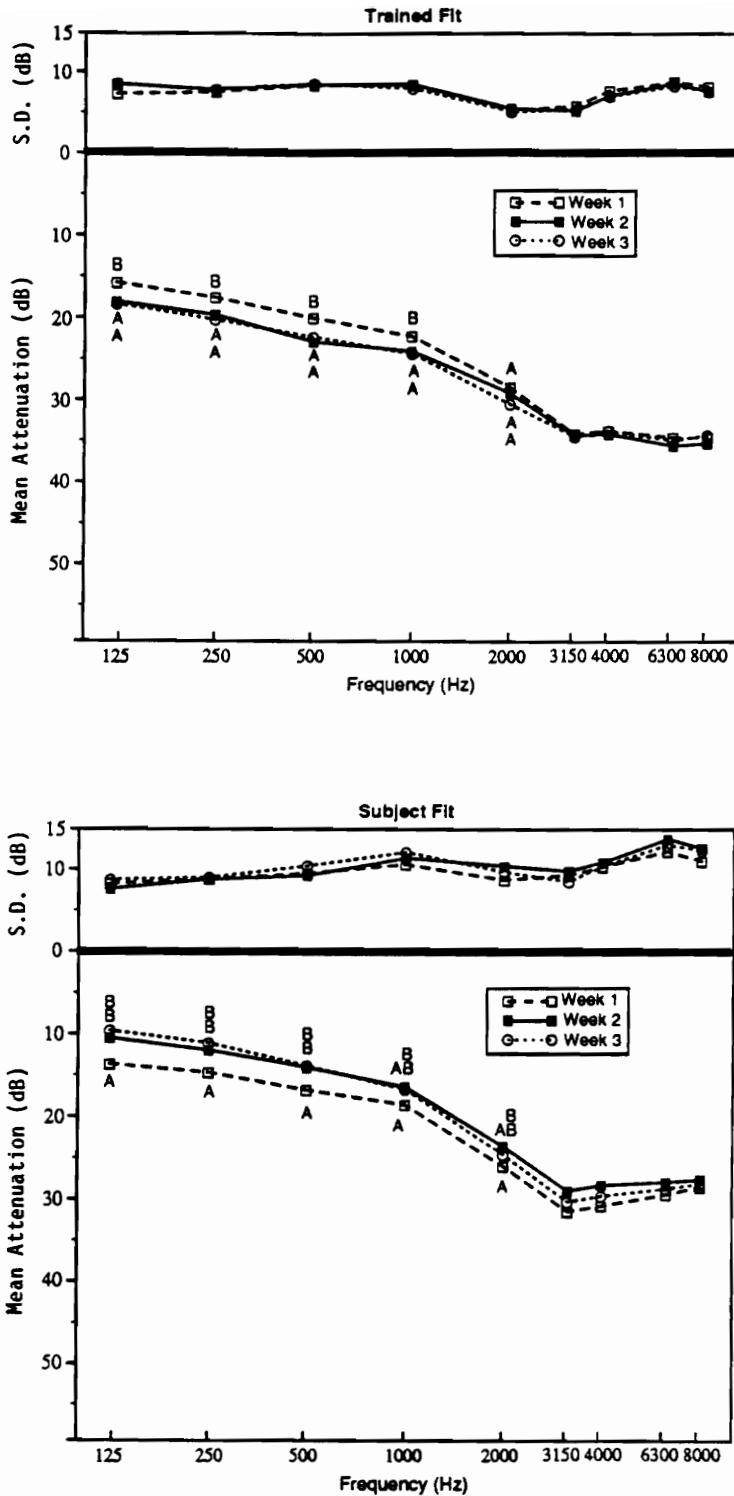 Trained Fit
15
10
5
0
S.D. (dB)
10
20
30
40
50
Mean Attenuation (dB)
Week 1
Week 2
Week 3
B B B B A
A A A A A
A A A A A
125 250 500 1000 2000 3150 4000 6300 8000
Frequency (Hz)
Subject Fit
15
10
0
S.D. (dB)
10
20
30
40
50
Mean Attenuation (dB)
Week 1
Week 2
Week 3
B B B B B
B B B AB AB
A A A A A
125 250 500 1000 2000 3150 4000 6300 8000
Frequency (Hz)